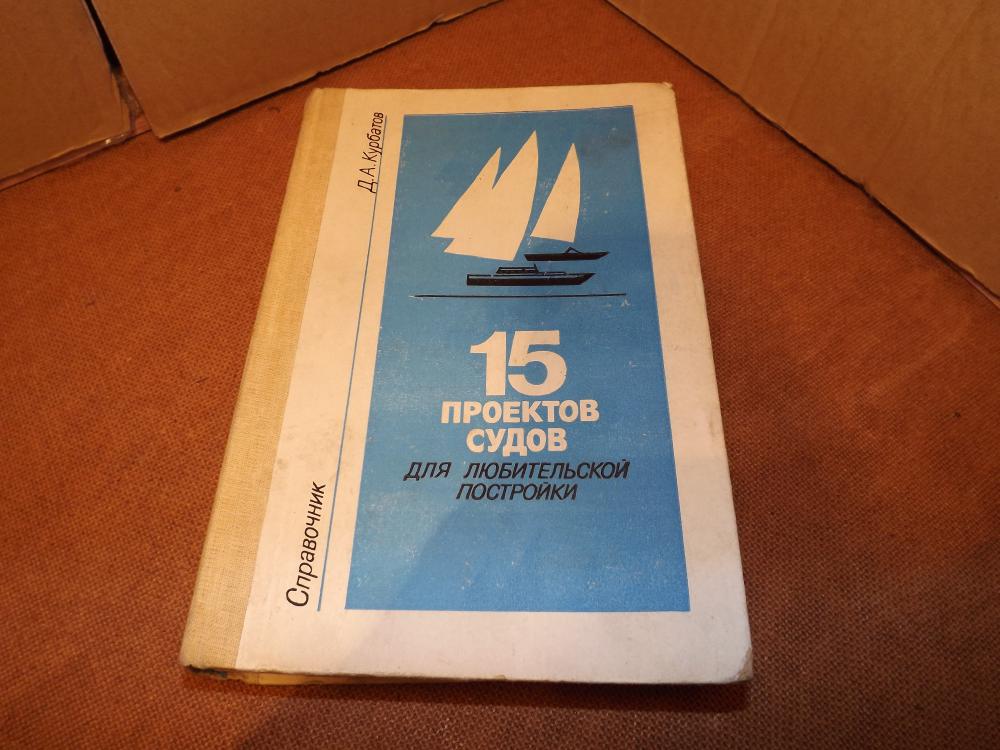 Д.А.Курбатов
Справочник
15
ПРОЕКТОВ
СУДОВ
ДЛЯ ЛЮБИТЕЛЬСКОЙ
ПОСТРОЙКИ